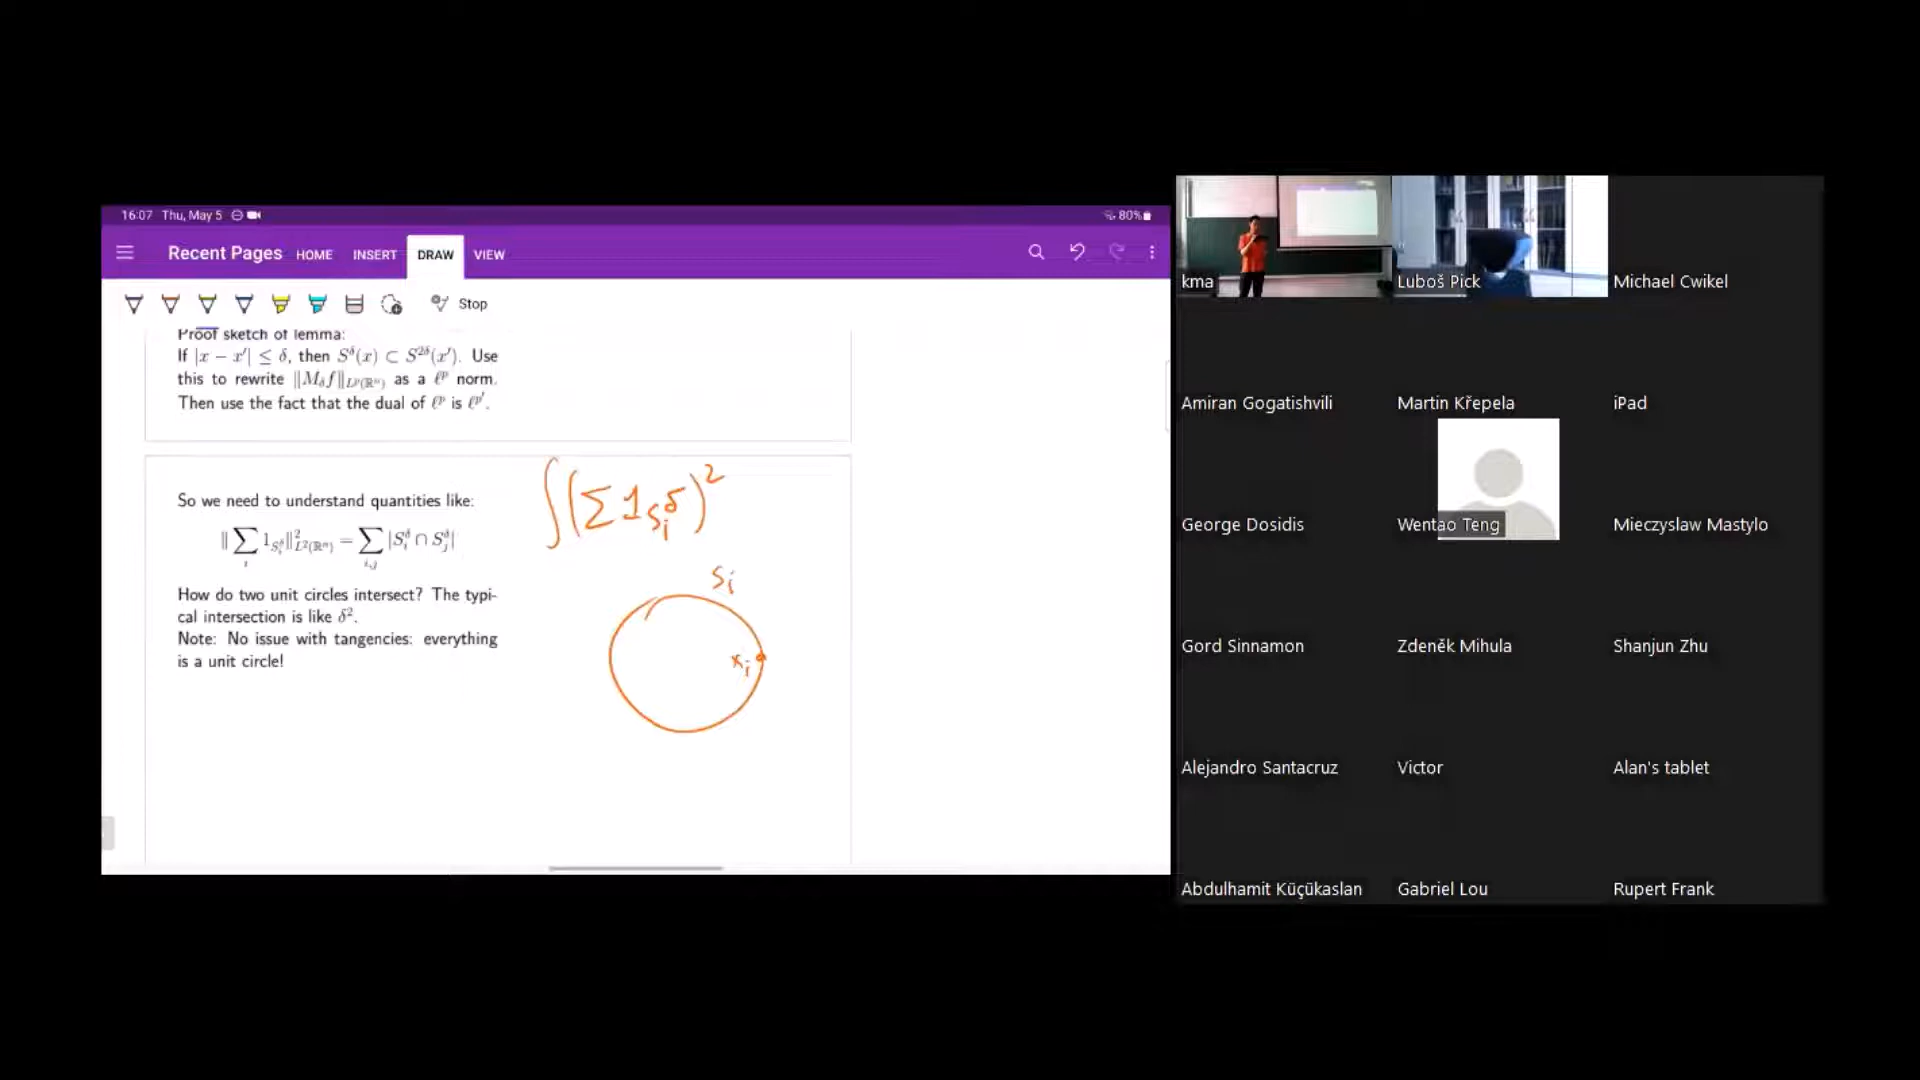 16:07 Thu, May 5
80%
Recent Pages HOME INSERT DRAW VIEW
Stop
Proof sketch of lemma:
If |x − x′| ≤ δ, then S^δ(x) ⊂ S^{2δ}(x′). Use
this to rewrite ‖M_δ f‖_{L^p(ℝ^n)} as a ℓ^p norm.
Then use the fact that the dual of ℓ^p is ℓ^{p′}.
So we need to understand quantities like:
‖∑_i 1_{S_i^δ}‖²_{L²(ℝ^n)} = ∑_{i,j} |S_i^δ ∩ S_j^δ|
How do two unit circles intersect? The typi-
cal intersection is like δ².
Note: No issue with tangencies: everything
is a unit circle!
∫(∑ 1_{S_i^δ})²
S_i
x_i
kma
Luboš Pick
Michael Cwikel
Amiran Gogatishvili
Martin Křepela
iPad
George Dosidis
Wentao Teng
Mieczyslaw Mastylo
Gord Sinnamon
Zdeněk Mihula
Shanjun Zhu
Alejandro Santacruz
Victor
Alan's tablet
Abdulhamit Küçükaslan
Gabriel Lou
Rupert Frank